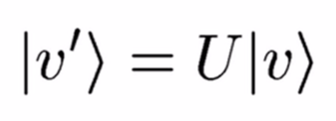 |v′⟩ = U|v⟩